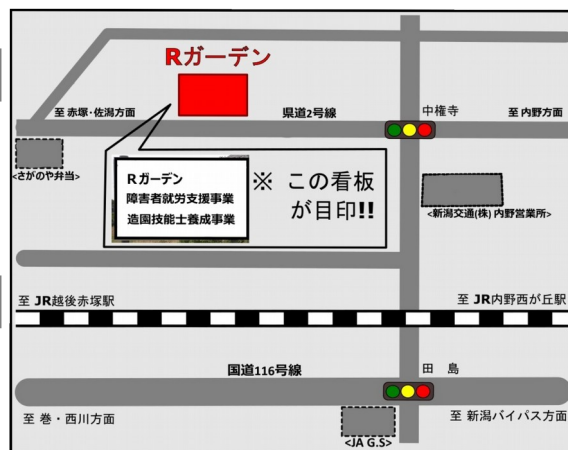 Rガーデン
至 赤塚・佐潟方面
県道2号線
中権寺
至 内野方面
<さがのや弁当>
Rガーデン
障害者就労支援事業
造園技能士養成事業
※ この看板
が目印!!
<新潟交通(株) 内野営業所>
至 JR越後赤塚駅
至 JR内野西が丘駅
国道116号線
田 島
至 巻・西川方面
至 新潟バイパス方面
<JA G.S>